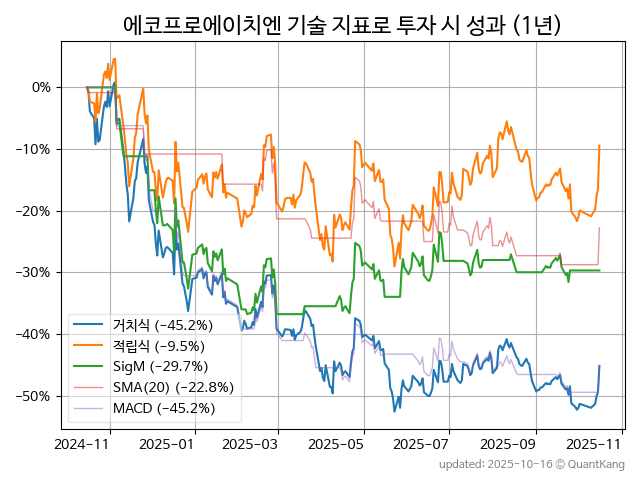 에코프로에이치엔 기술 지표로 투자 시 성과 (1년)
0%
−10%
−20%
−30%
−40%
−50%
거치식 (−45.2%)
적립식 (−9.5%)
SigM (−29.7%)
SMA(20) (−22.8%)
MACD (−45.2%)
2024−11 2025−01 2025−03 2025−05 2025−07 2025−09 2025−11
updated: 2025-10-16 © QuantKang